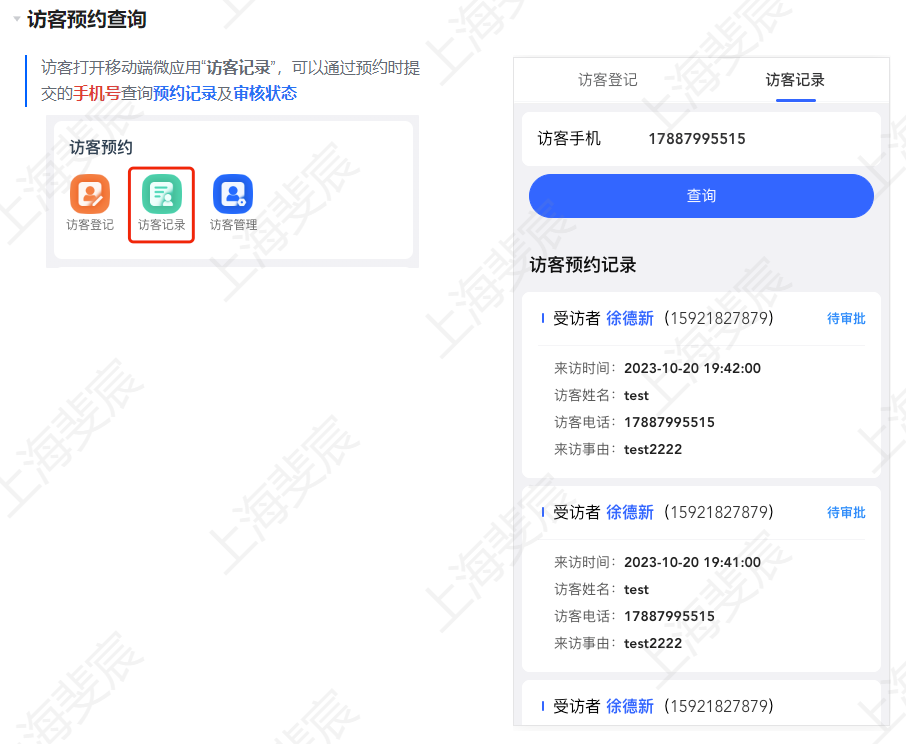 访客预约查询
访客打开移动端微应用“访客记录”，可以通过预约时提
交的手机号查询预约记录及审核状态
访客预约
访客登记
访客记录
访客管理
访客登记
访客记录
访客手机 17887995515
查询
访客预约记录
受访者 徐德新（15921827879） 待审批
来访时间： 2023-10-20 19:42:00
访客姓名： test
访客电话： 17887995515
来访事由： test2222
受访者 徐德新（15921827879） 待审批
来访时间： 2023-10-20 19:41:00
访客姓名： test
访客电话： 17887995515
来访事由： test2222
受访者 徐德新（15921827879）
上海斐宸